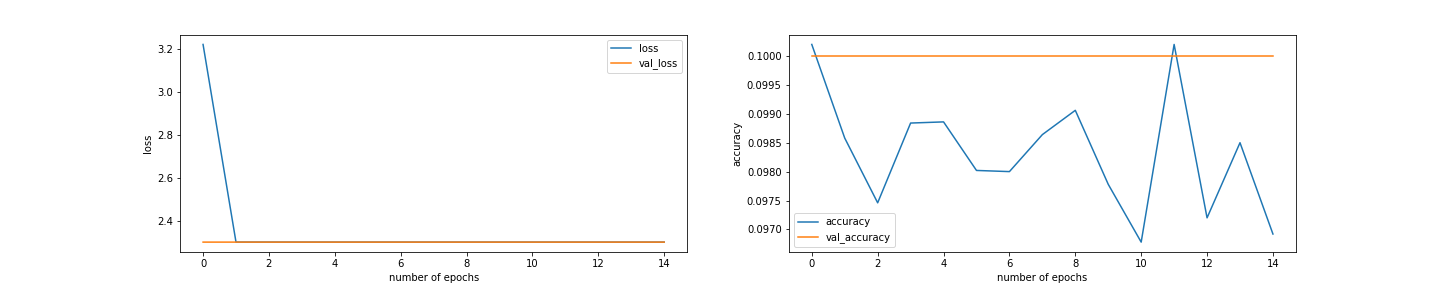 3.2
3.0
2.8
2.6
2.4
loss
0 2 4 6 8 10 12 14
number of epochs
loss
val_loss
0.1000
0.0995
0.0990
0.0985
0.0980
0.0975
0.0970
accuracy
0 2 4 6 8 10 12 14
number of epochs
accuracy
val_accuracy